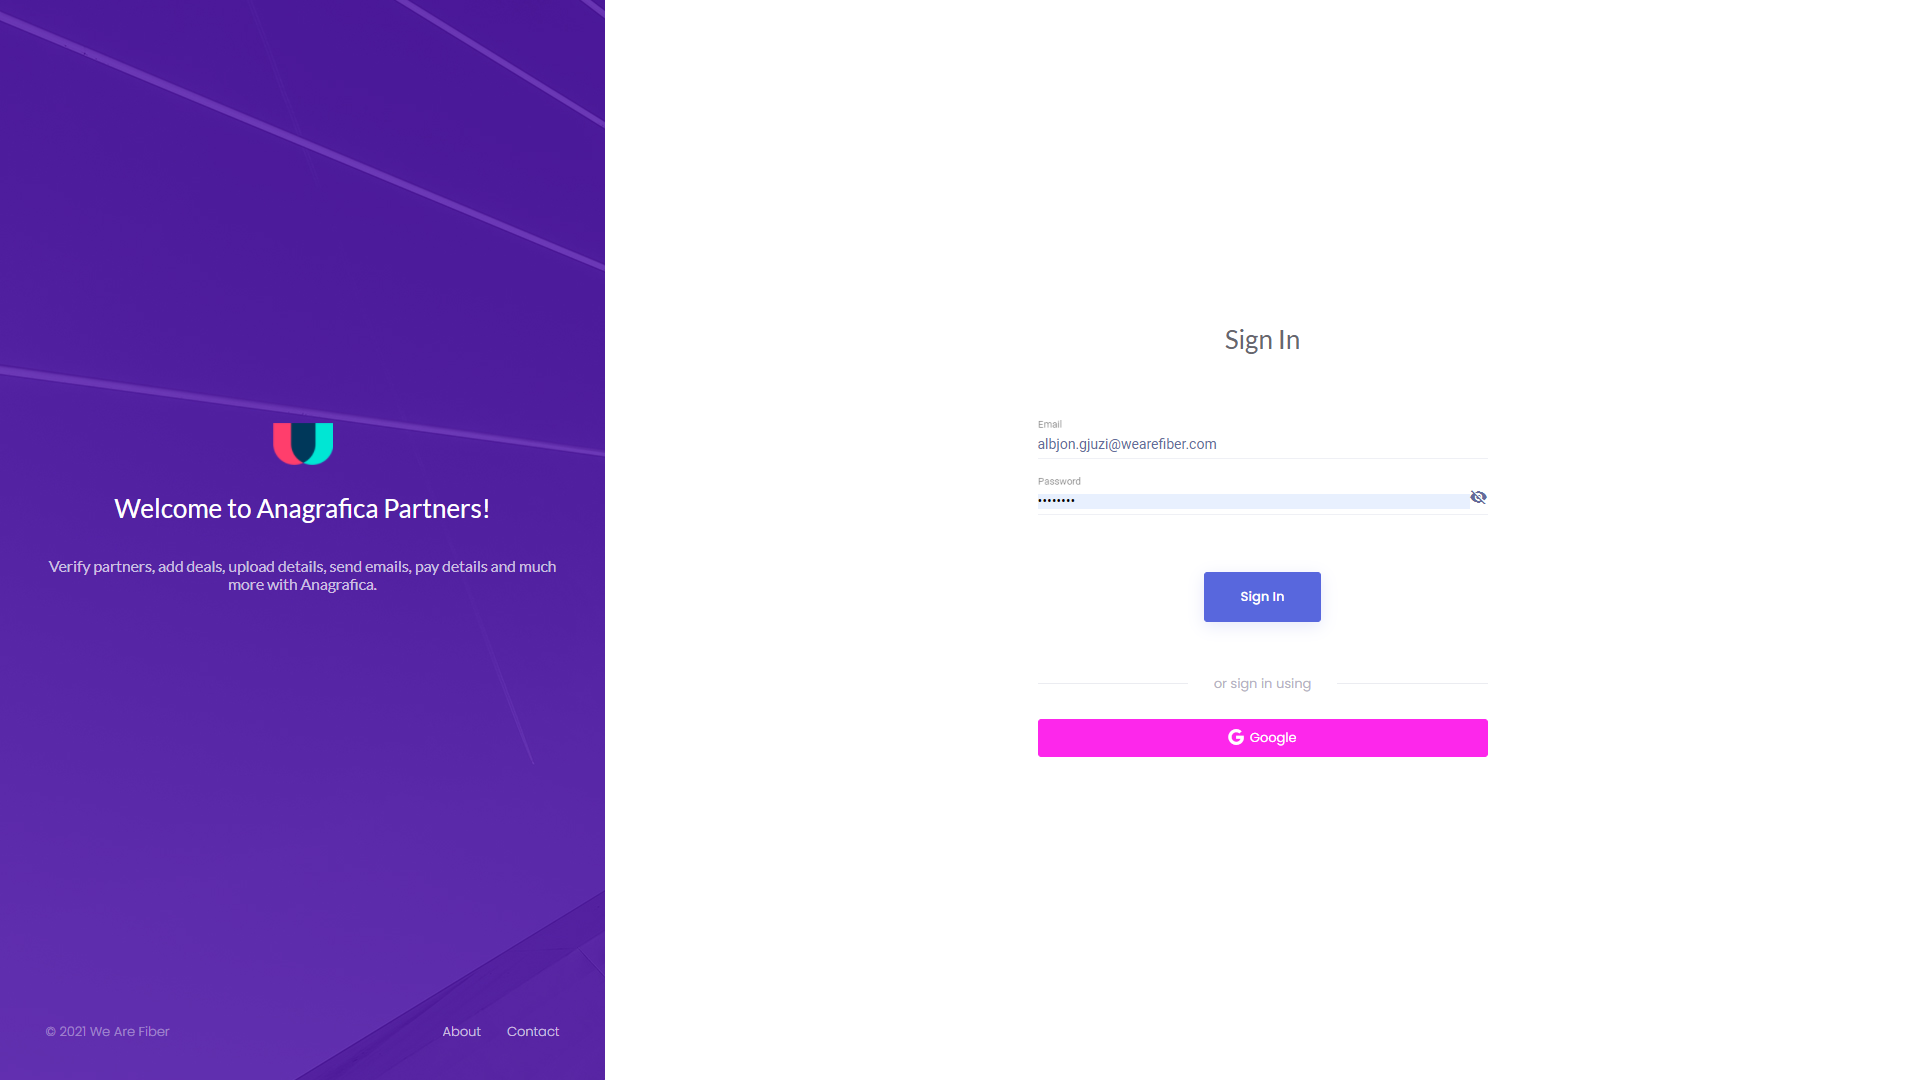 Welcome to Anagrafica Partners!
Verify partners, add deals, upload details, send emails, pay details and much
more with Anagrafica.
© 2021 We Are Fiber
About
Contact
Sign In
Email
albjon.gjuzi@wearefiber.com
Password
••••••••
Sign In
or sign in using
Google